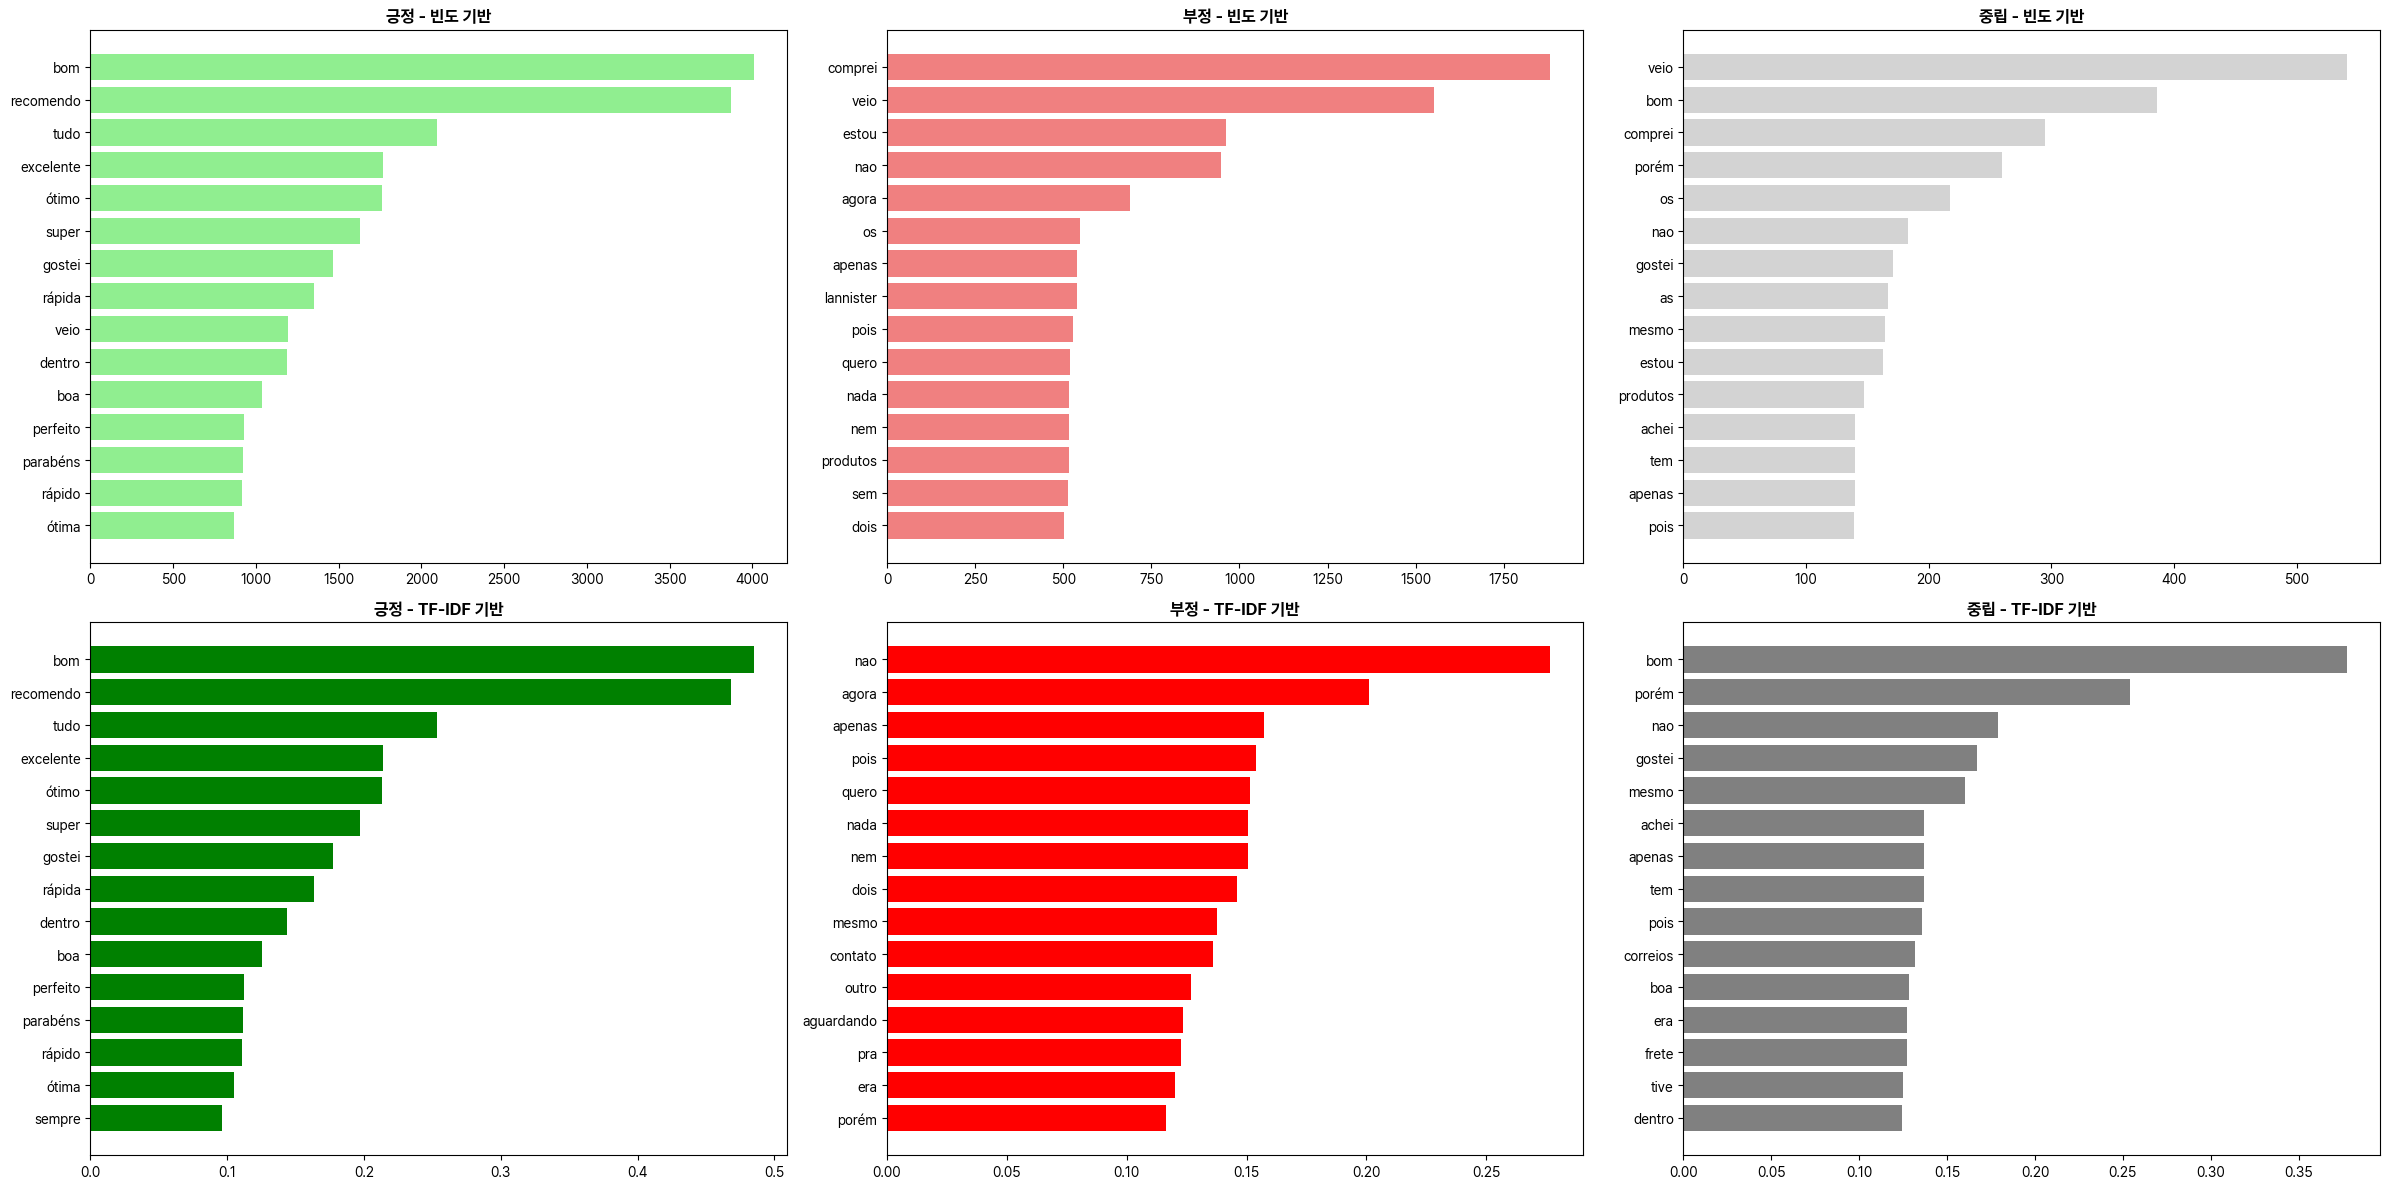 긍정 - 빈도 기반
bom
recomendo
tudo
excelente
ótimo
super
gostei
rápida
veio
dentro
boa
perfeito
parabéns
rápido
ótima
0 500 1000 1500 2000 2500 3000 3500 4000
부정 - 빈도 기반
comprei
veio
estou
nao
agora
os
apenas
lannister
pois
quero
nada
nem
produtos
sem
dois
0 250 500 750 1000 1250 1500 1750
중립 - 빈도 기반
veio
bom
comprei
porém
os
nao
gostei
as
mesmo
estou
produtos
achei
tem
apenas
pois
0 100 200 300 400 500
긍정 - TF-IDF 기반
bom
recomendo
tudo
excelente
ótimo
super
gostei
rápida
dentro
boa
perfeito
parabéns
rápido
ótima
sempre
0.0 0.1 0.2 0.3 0.4 0.5
부정 - TF-IDF 기반
nao
agora
apenas
pois
quero
nada
nem
dois
mesmo
contato
outro
aguardando
pra
era
porém
0.00 0.05 0.10 0.15 0.20 0.25
중립 - TF-IDF 기반
bom
porém
nao
gostei
mesmo
achei
apenas
tem
pois
correios
boa
era
frete
tive
dentro
0.00 0.05 0.10 0.15 0.20 0.25 0.30 0.35